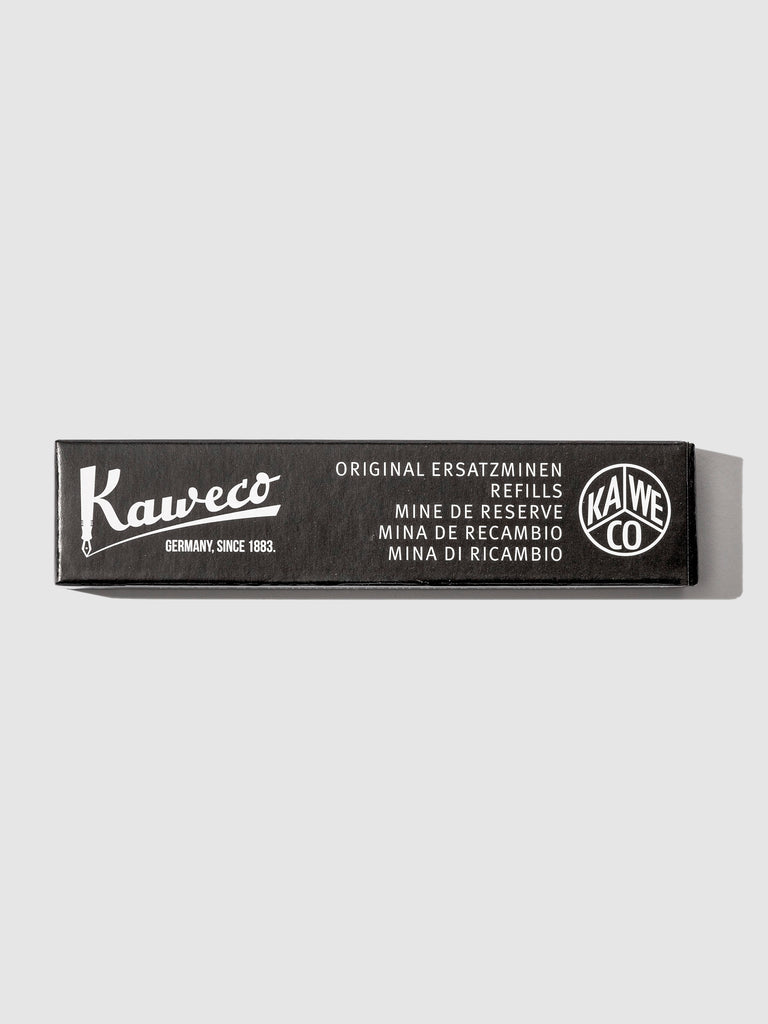 Kaweco
GERMANY, SINCE 1883.
ORIGINAL ERSATZMINEN
REFILLS
MINE DE RESERVE
MINA DE RECAMBIO
MINA DI RICAMBIO
KA WE
CO